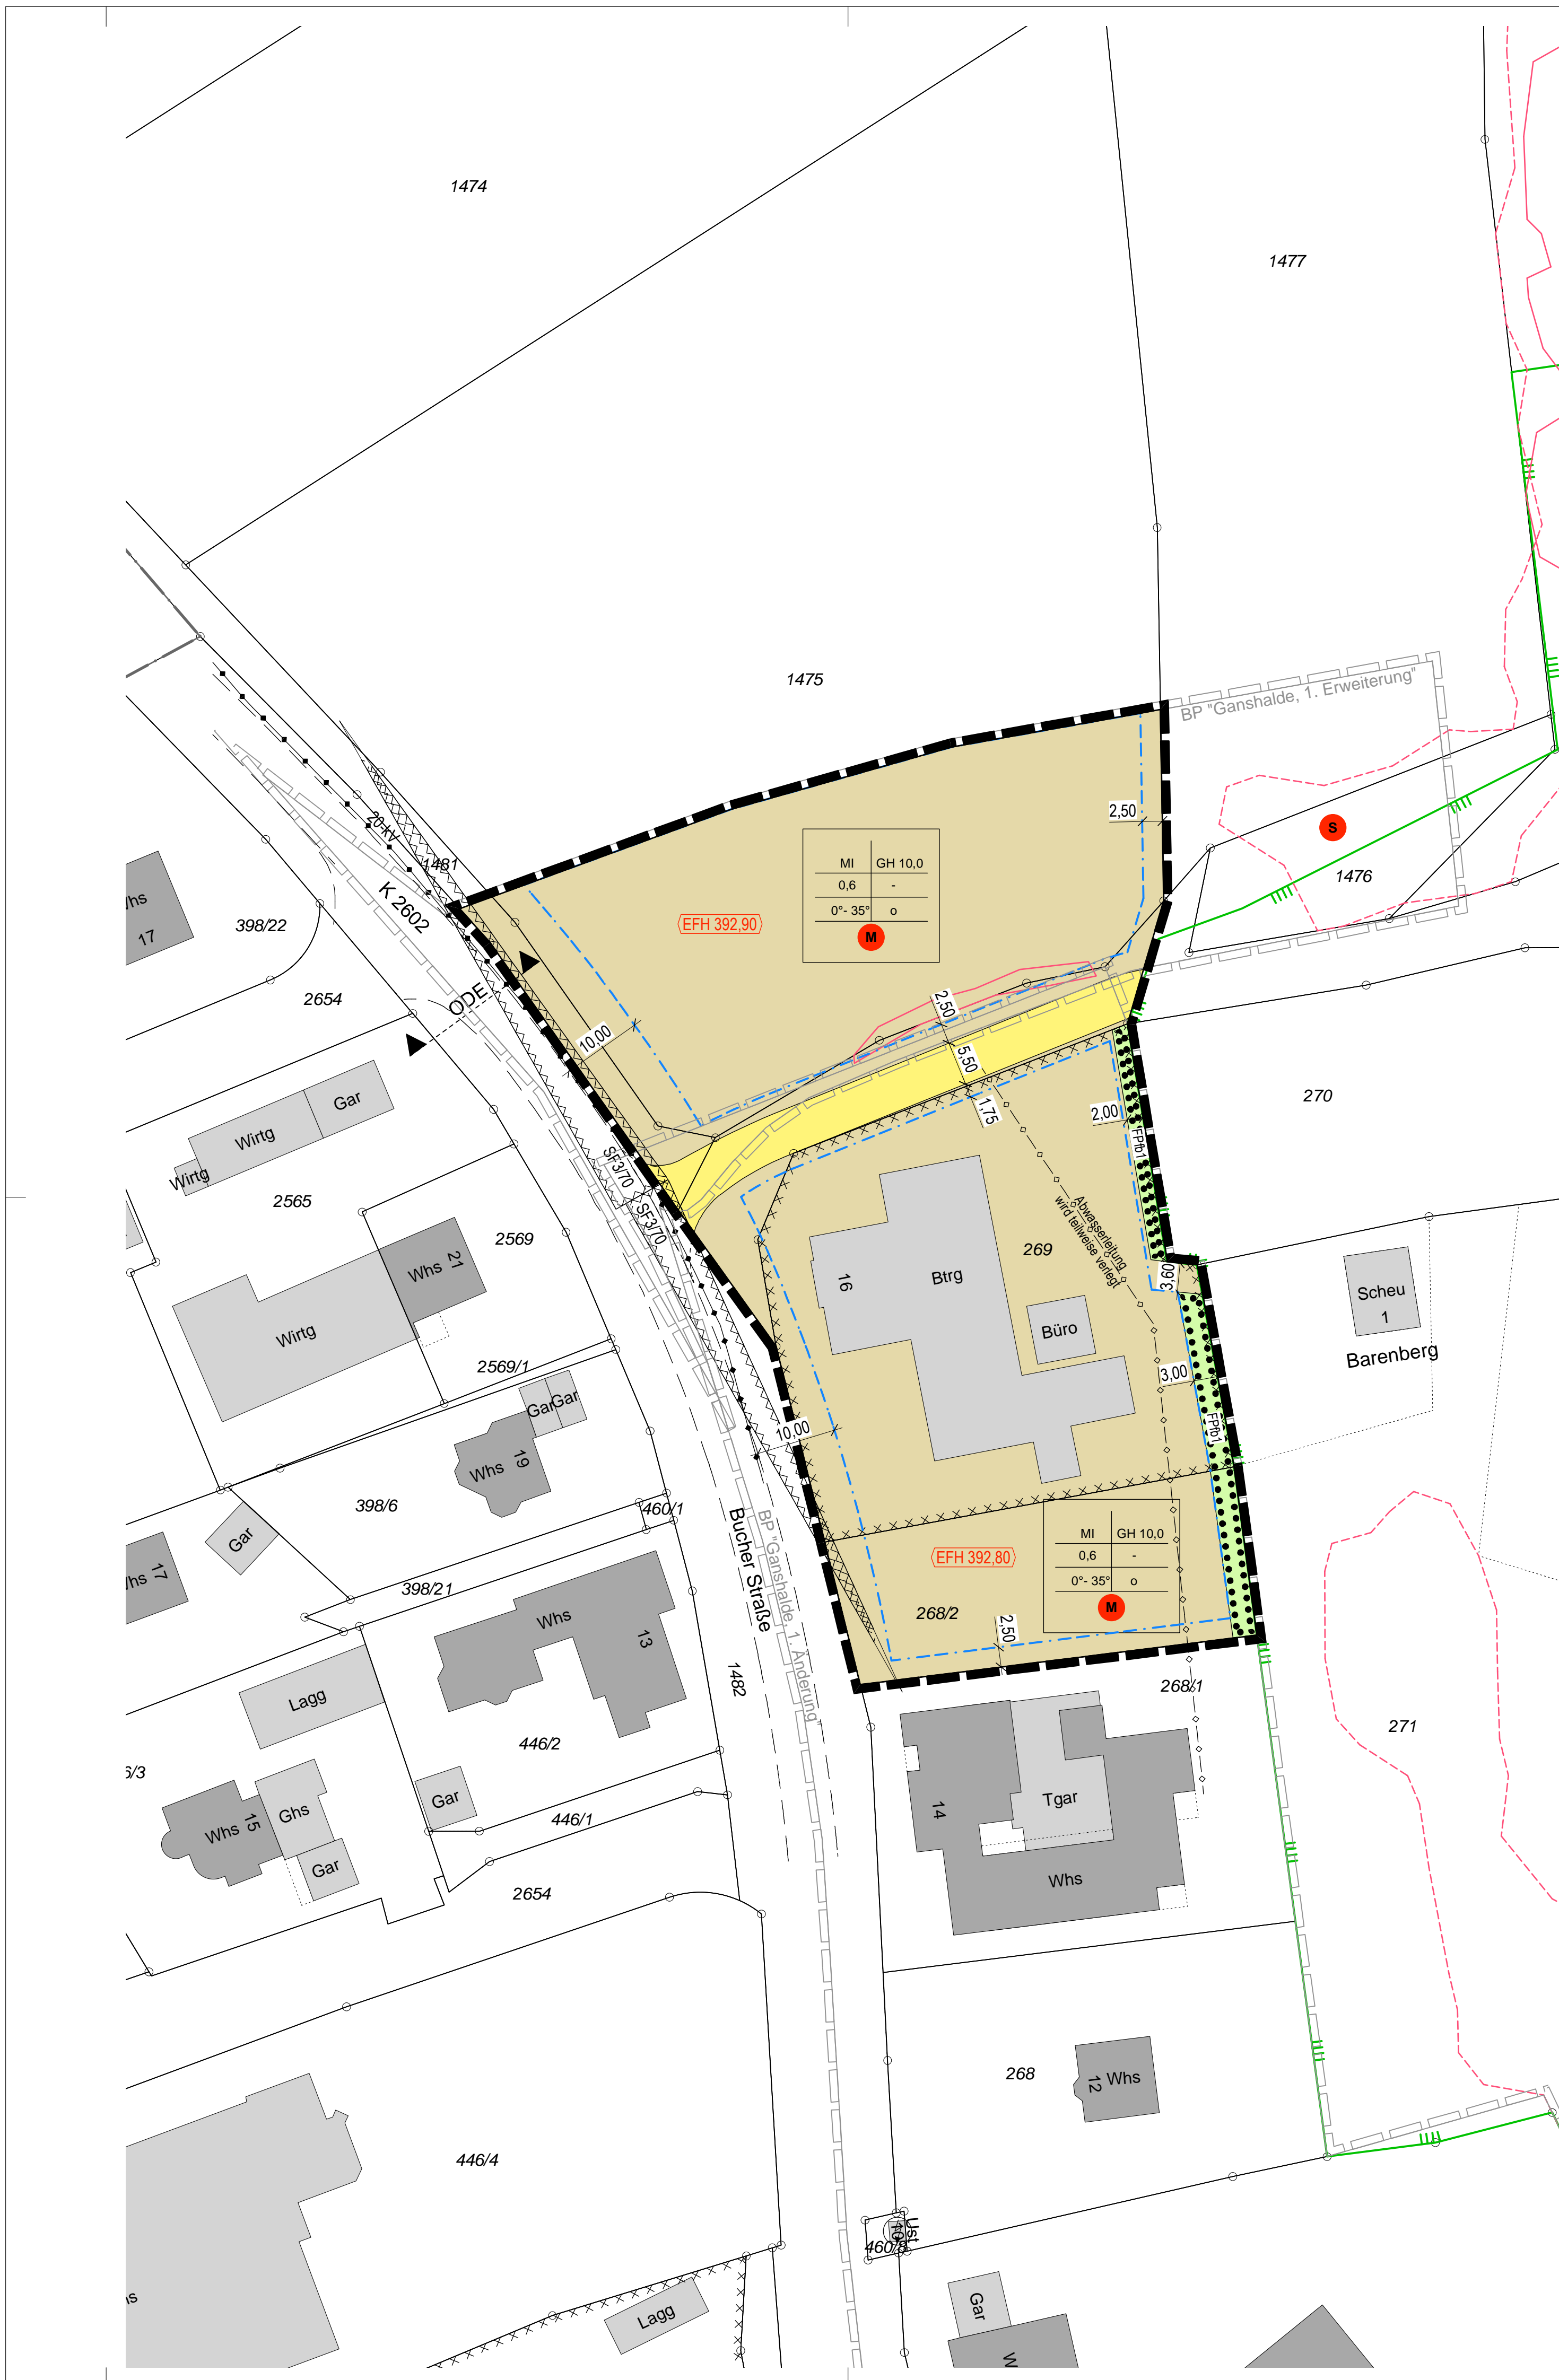 1474
1477
1475
BP "Ganshalde, 1. Erweiterung"
2,50
S
1476
20-kV
1481
K 2602
MI
GH 10,0
0,6
-
0°- 35°
o
M
EFH 392,90
398/22
17
2654
ODE
10,00
2,50
5,50
1,75
2,00
FPfb1
270
Gar
Wirtg
Wirtg
2565
SF3/70
SF3/70
2569
Whs 21
Wirtg
2569/1
269
Abwasserleitung
wird teilweise verlegt
3,60
16
Btrg
Büro
Scheu
1
Barenberg
3,00
FPfb1
Gar
Gar
Whs 19
10,00
398/6
460/1
Gar
17
398/21
Bucher Straße
BP "Ganshalde, 1. Änderung"
MI
GH 10,0
0,6
-
0°- 35°
o
M
EFH 392,80
268/2
2,50
Whs
13
Lagg
1482
268/1
271
446/2
Gar
446/1
Whs 15
Ghs
Gar
2654
14
Tgar
Whs
268
12
Whs
446/4
Ust
460/8
Lagg
Gar